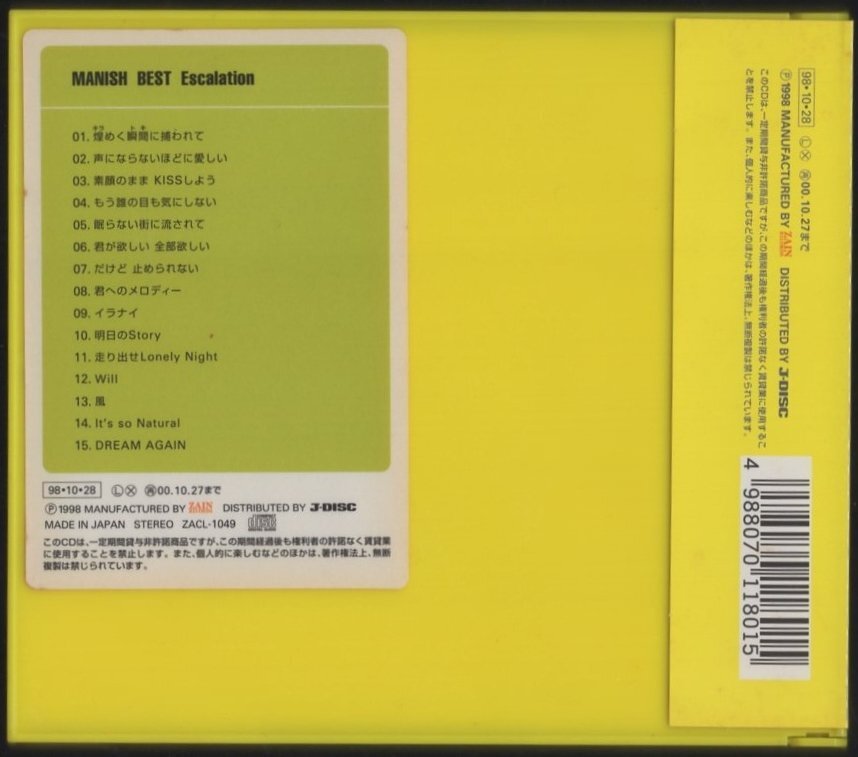 MANISH BEST Escalation
01. 煌めく瞬間に捕われて
02. 声にならないほどに愛しい
03. 素顔のまま KISSしよう
04. もう誰の目も気にしない
05. 眠らない街に流されて
06. 君が欲しい 全部欲しい
07. だけど 止められない
08. 君へのメロディー
09. イラナイ
10. 明日のStory
11. 走り出せLonely Night
12. Will
13. 風
14. It's so Natural
15. DREAM AGAIN
98•10•28 Ⓛ Ⓧ ㋹00.10.27まで
Ⓟ1998 MANUFACTURED BY ZAIN DISTRIBUTED BY J-DISC
MADE IN JAPAN STEREO ZACL-1049
このCDは、一定期間貸与非許諾商品ですが、この期間経過後も権利者の許諾なく賃貸業
に使用することを禁止します。また、個人的に楽しむなどのほかは、著作権法上、無断
複製は禁じられています。
98•10•28 Ⓛ Ⓧ ㋹00.10.27まで
Ⓟ1998 MANUFACTURED BY ZAIN DISTRIBUTED BY J-DISC
このCDは、一定期間貸与非許諾商品ですが、この期間経過後も権利者の許諾なく賃貸業に使用するこ
とを禁止します。また、個人的に楽しむなどのほかは、著作権法上、無断複製は禁じられています。
4 988070 118015